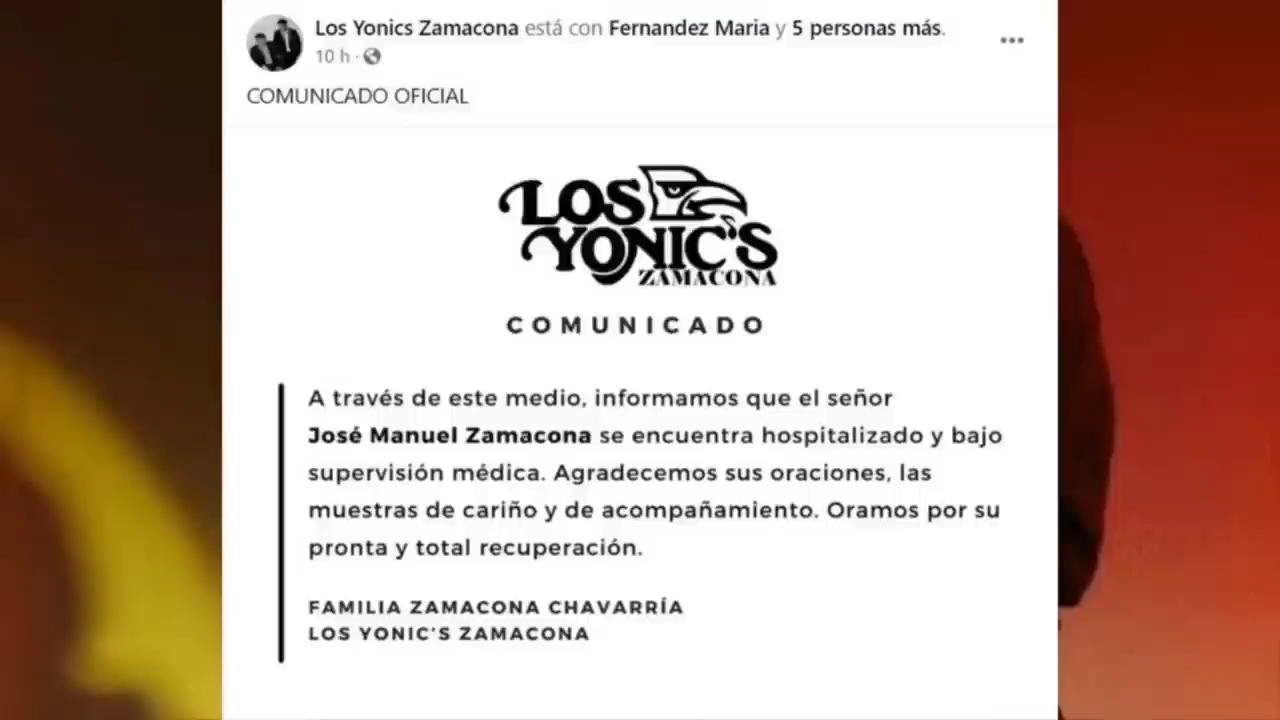 Los Yonics Zamacona está con Fernandez Maria y 5 personas más.
10 h ·
COMUNICADO OFICIAL
LOS
YONIC'S
ZAMACONA
COMUNICADO
A través de este medio, informamos que el señor
José Manuel Zamacona se encuentra hospitalizado y bajo
supervisión médica. Agradecemos sus oraciones, las
muestras de cariño y de acompañamiento. Oramos por su
pronta y total recuperación.
FAMILIA ZAMACONA CHAVARRÍA
LOS YONIC'S ZAMACONA